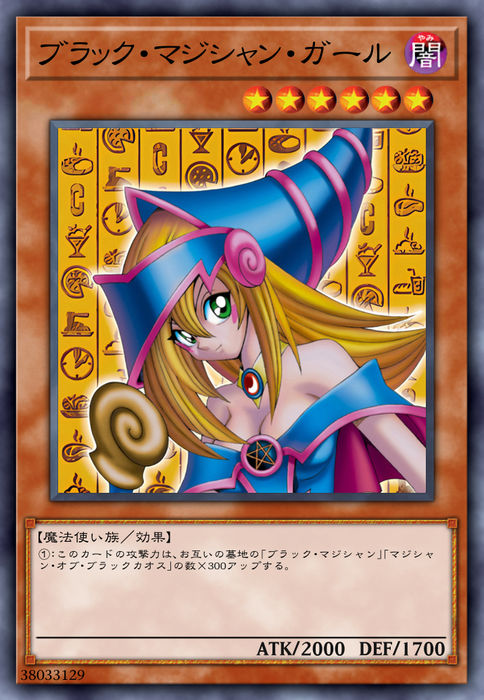 ブラック・マジシャン・ガール
やみ
闇
【魔法使い族／効果】
①:このカードの攻撃力は、お互いの墓地の「ブラック・マジシャン」「マジシャ
ン・オブ・ブラックカオス」の数×300アップする。
ATK/2000 DEF/1700
38033129